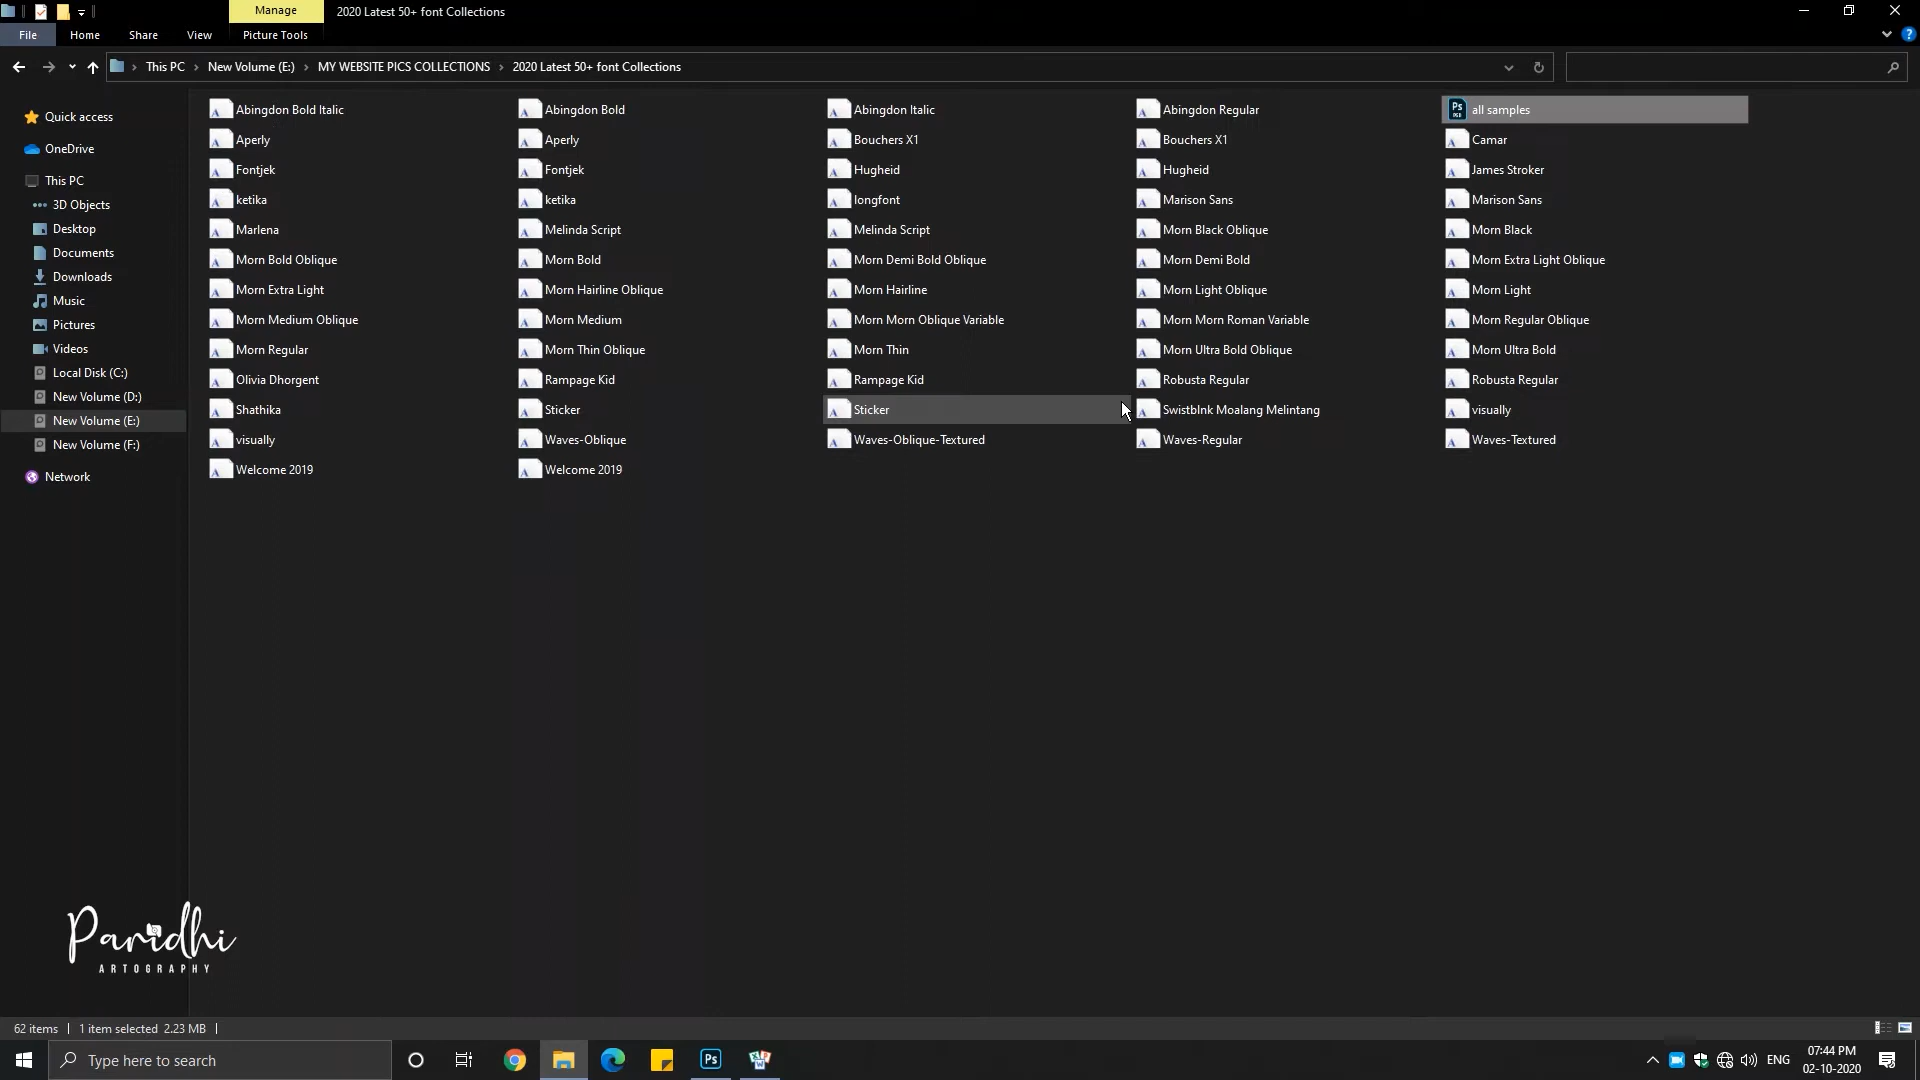 Manage 2020 Latest 50+ font Collections
File Home Share View Picture Tools
This PC New Volume (E:) MY WEBSITE PICS COLLECTIONS 2020 Latest 50+ font Collections
Quick access
OneDrive
This PC
3D Objects
Desktop
Documents
Downloads
Music
Pictures
Videos
Local Disk (C:)
New Volume (D:)
New Volume (E:)
New Volume (F:)
Network
Abingdon Bold Italic Abingdon Bold Abingdon Italic Abingdon Regular all samples
Aperly Aperly Bouchers X1 Bouchers X1 Camar
Fontjek Fontjek Hugheid Hugheid James Stroker
ketika ketika longfont Marison Sans Marison Sans
Marlena Melinda Script Melinda Script Morn Black Oblique Morn Black
Morn Bold Oblique Morn Bold Morn Demi Bold Oblique Morn Demi Bold Morn Extra Light Oblique
Morn Extra Light Morn Hairline Oblique Morn Hairline Morn Light Oblique Morn Light
Morn Medium Oblique Morn Medium Morn Morn Oblique Variable Morn Morn Roman Variable Morn Regular Oblique
Morn Regular Morn Thin Oblique Morn Thin Morn Ultra Bold Oblique Morn Ultra Bold
Olivia Dhorgent Rampage Kid Rampage Kid Robusta Regular Robusta Regular
Shathika Sticker Sticker Swistblnk Moalang Melintang visually
visually Waves-Oblique Waves-Oblique-Textured Waves-Regular Waves-Textured
Welcome 2019 Welcome 2019
Paridhi
ARTOGRAPHY
62 items 1 item selected 2.23 MB
Type here to search
Ps
ENG
07:44 PM
02-10-2020